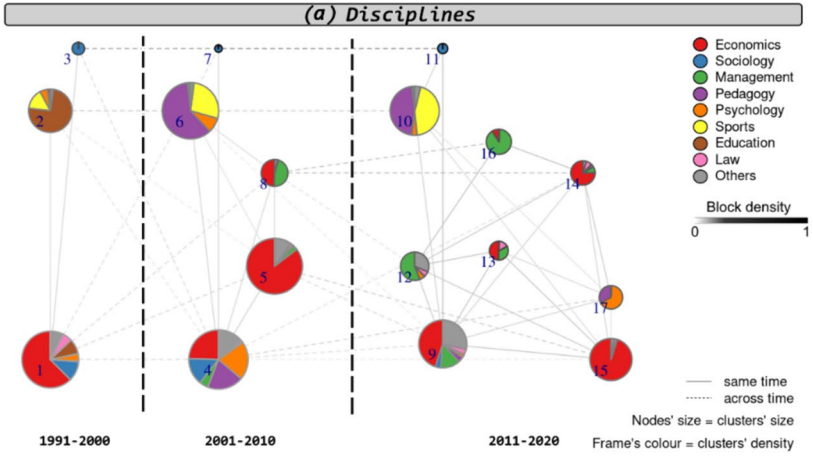 (a) Disciplines
3
7
11
2
6
10
16
8
14
5
12
13
17
1
4
9
15
Economics
Sociology
Management
Pedagogy
Psychology
Sports
Education
Law
Others
Block density
0 1
same time
across time
Nodes' size = clusters' size
Frame's colour = clusters' density
1991-2000 2001-2010 2011-2020